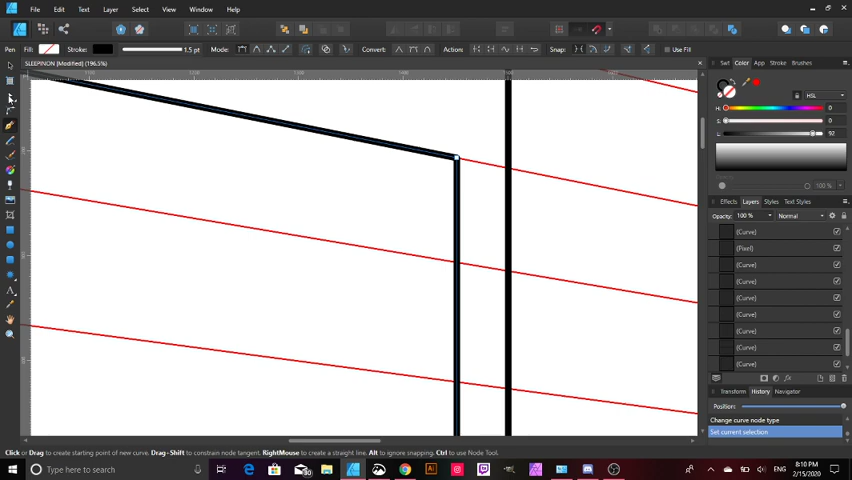 File Edit Text Layer Select View Window Help
Pen Fill: Stroke: 1.5 pt Mode: Convert: Action: Snap: Use Fill
SLEEPINON [Modified] (196.5%)
Swt Color App Stroke Brushes
HSL
H: 0
S: 0
L: 92
100 %
Effects Layers Styles Text Styles
Opacity: 100 % Normal
(Curve)
(Pixel)
(Curve)
(Curve)
(Curve)
(Curve)
(Curve)
(Curve)
(Curve)
Transform History Navigator
Position:
Change curve node type
Set current selection
Click or Drag to create starting point of new curve. Drag+Shift to constrain node tangent. RightMouse to create a straight line. Alt to ignore snapping. Ctrl to use Node Tool.
Type here to search
ENG
8:10 PM
2/15/2020